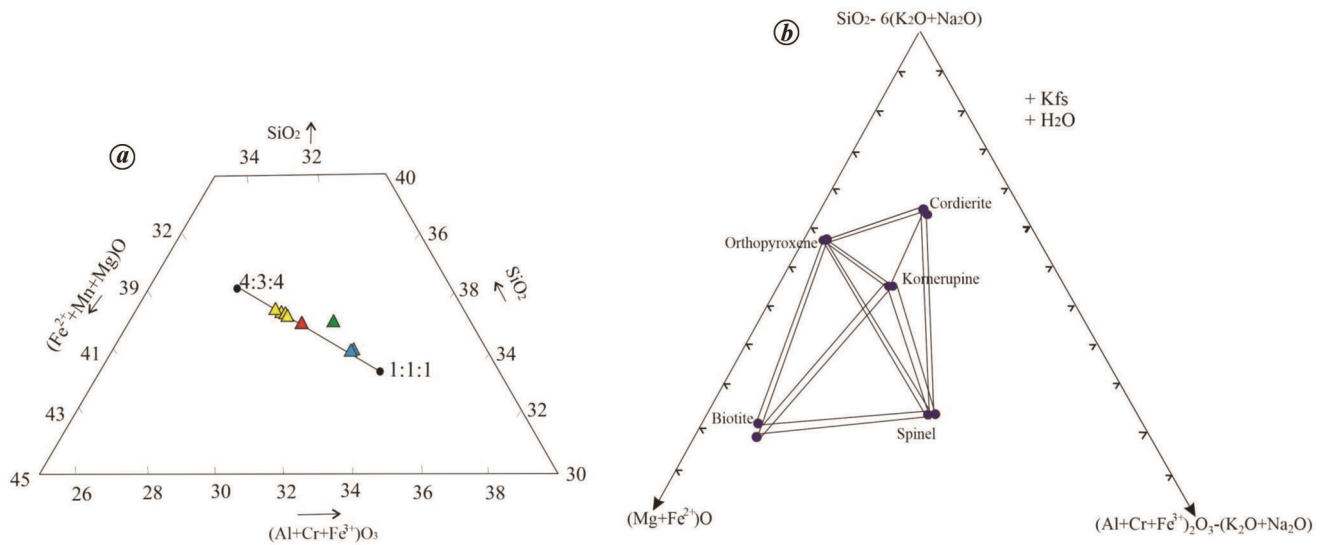 a
SiO₂ ↑
34 32
40
32
36
(Fe²⁺+Mn+Mg)O
39
4:3:4
38
SiO₂
41
34
1:1:1
43
32
45
30
26 28 30 32 34 36 38
(Al+Cr+Fe³⁺)O₃
b
SiO₂- 6(K₂O+Na₂O)
+ Kfs
+ H₂O
Cordierite
Orthopyroxene
Kornerupine
Biotite
Spinel
(Mg+Fe²⁺)O
(Al+Cr+Fe³⁺)₂O₃-(K₂O+Na₂O)